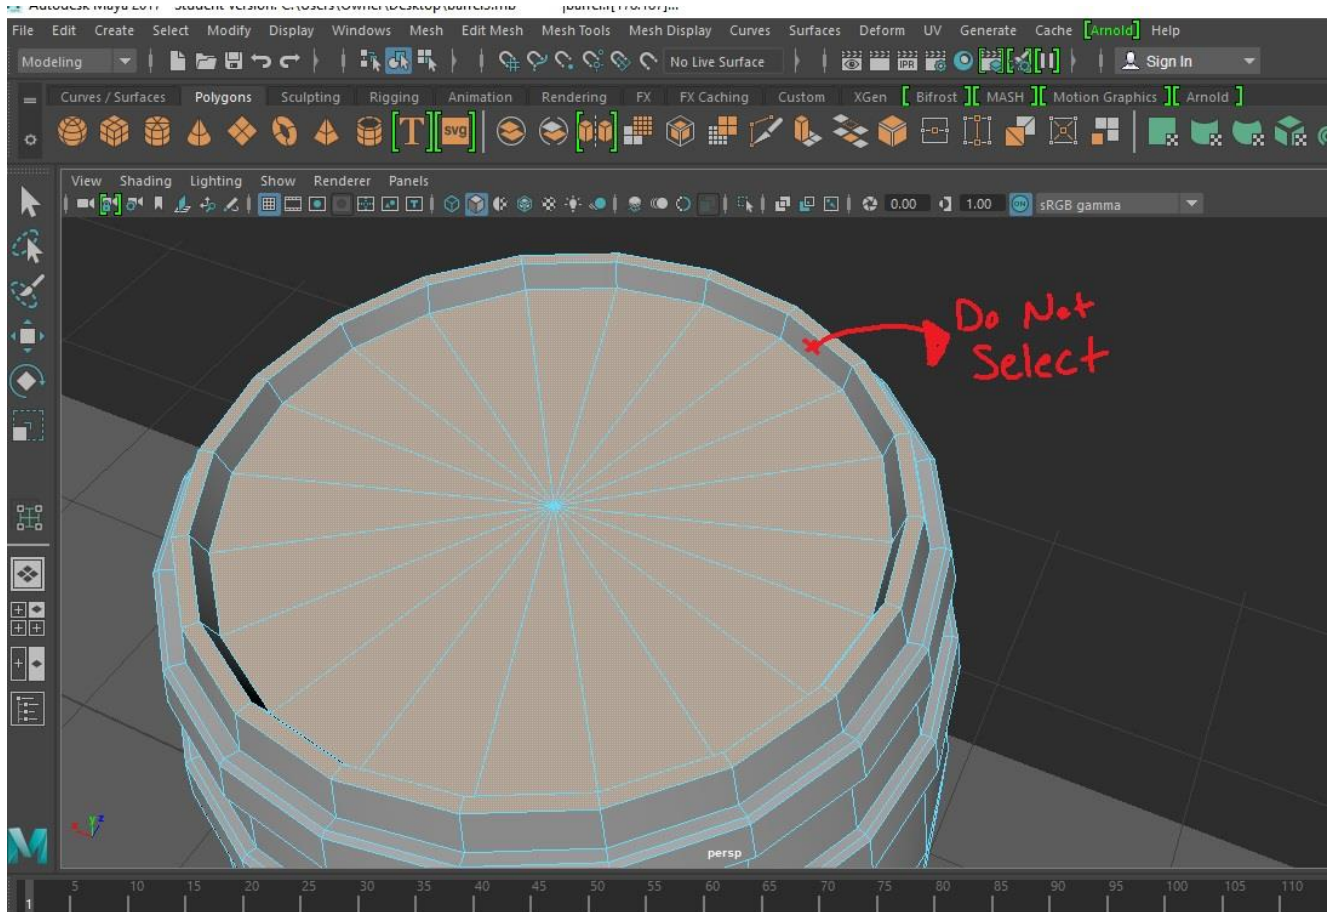 File Edit Create Select Modify Display Windows Mesh Edit Mesh Mesh Tools Mesh Display Curves Surfaces Deform UV Generate Cache [Arnold] Help
Modeling No Live Surface IPR Sign In
Curves / Surfaces Polygons Sculpting Rigging Animation Rendering FX FX Caching Custom XGen [ Bifrost ][ MASH ][ Motion Graphics ][ Arnold ]
T svg
View Shading Lighting Show Renderer Panels
0.00 1.00 ON sRGB gamma
Do Not
Select
y z
persp
5 10 15 20 25 30 35 40 45 50 55 60 65 70 75 80 85 90 95 100 105 110
1